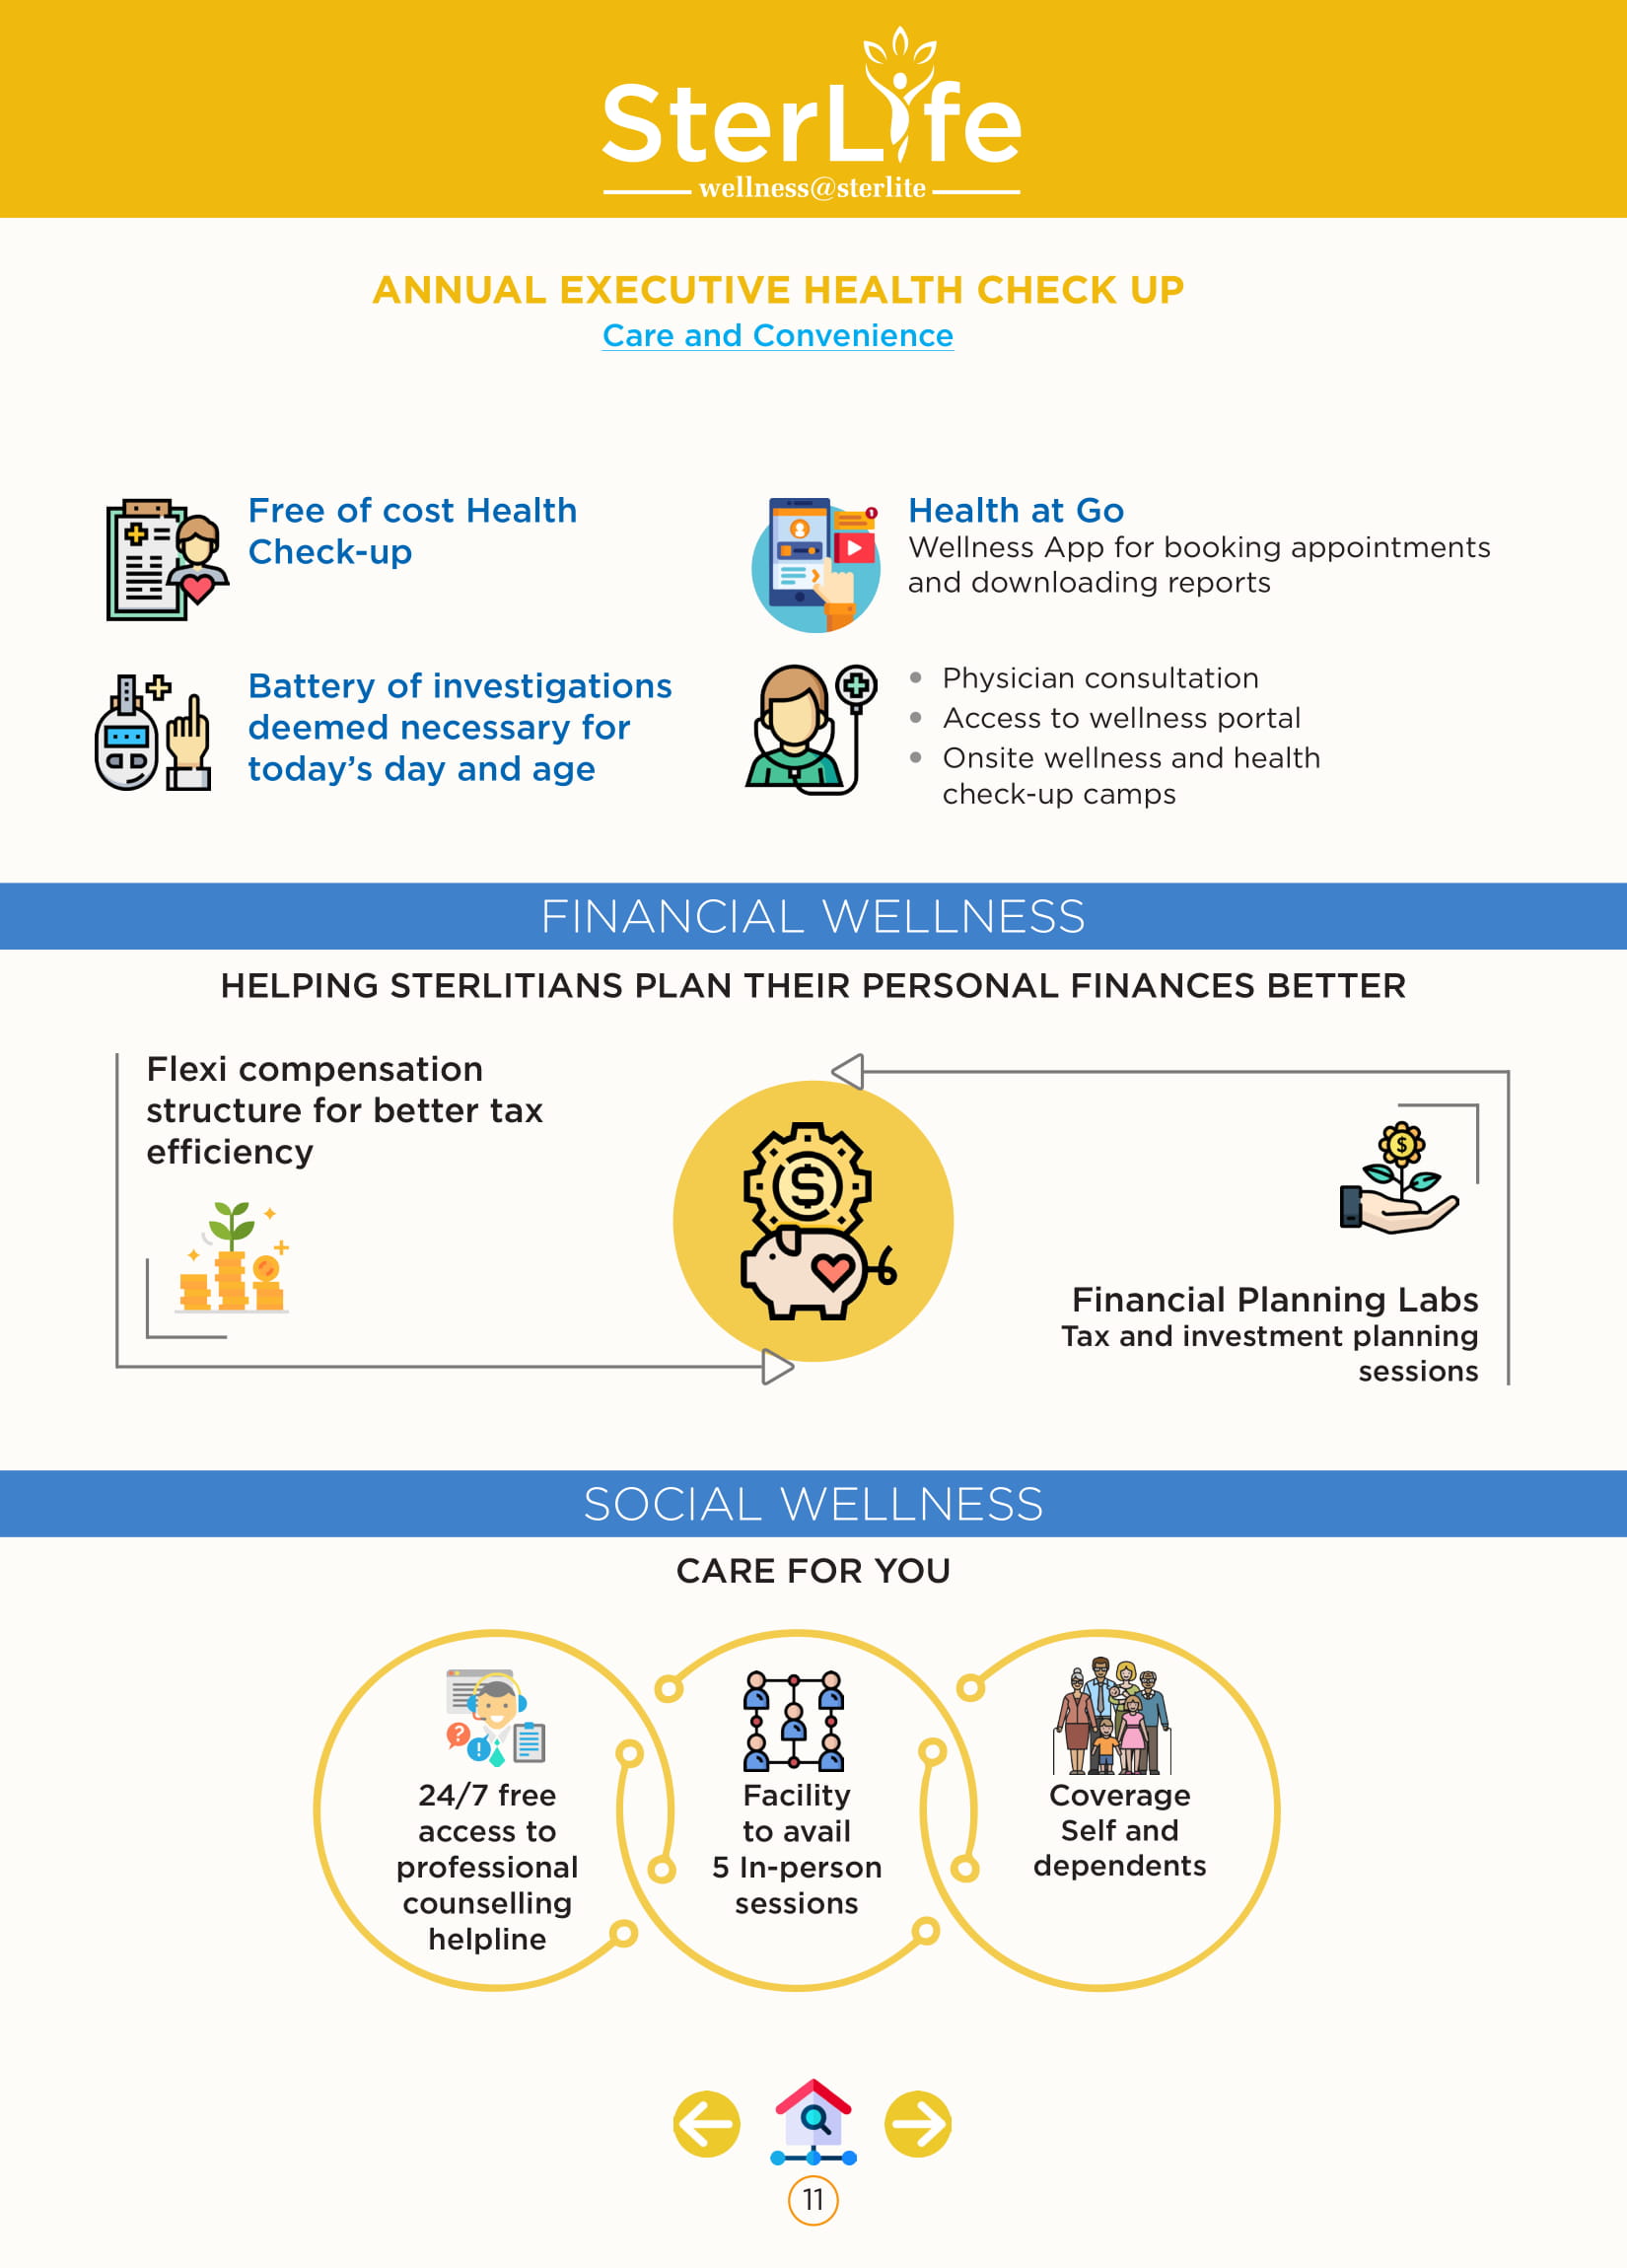 SterLife
wellness@sterlite
ANNUAL EXECUTIVE HEALTH CHECK UP
Care and Convenience
Free of cost Health
Check-up
Health at Go
Wellness App for booking appointments
and downloading reports
Battery of investigations
deemed necessary for
today's day and age
• Physician consultation
• Access to wellness portal
• Onsite wellness and health
check-up camps
FINANCIAL WELLNESS
HELPING STERLITIANS PLAN THEIR PERSONAL FINANCES BETTER
Flexi compensation
structure for better tax
efficiency
Financial Planning Labs
Tax and investment planning
sessions
SOCIAL WELLNESS
CARE FOR YOU
24/7 free
access to
professional
counselling
helpline
Facility
to avail
5 In-person
sessions
Coverage
Self and
dependents
11